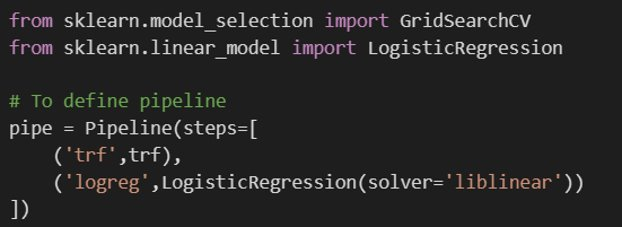 from sklearn.model_selection import GridSearchCV
from sklearn.linear_model import LogisticRegression
# To define pipeline
pipe = Pipeline(steps=[
    ('trf',trf),
    ('logreg',LogisticRegression(solver='liblinear'))
])